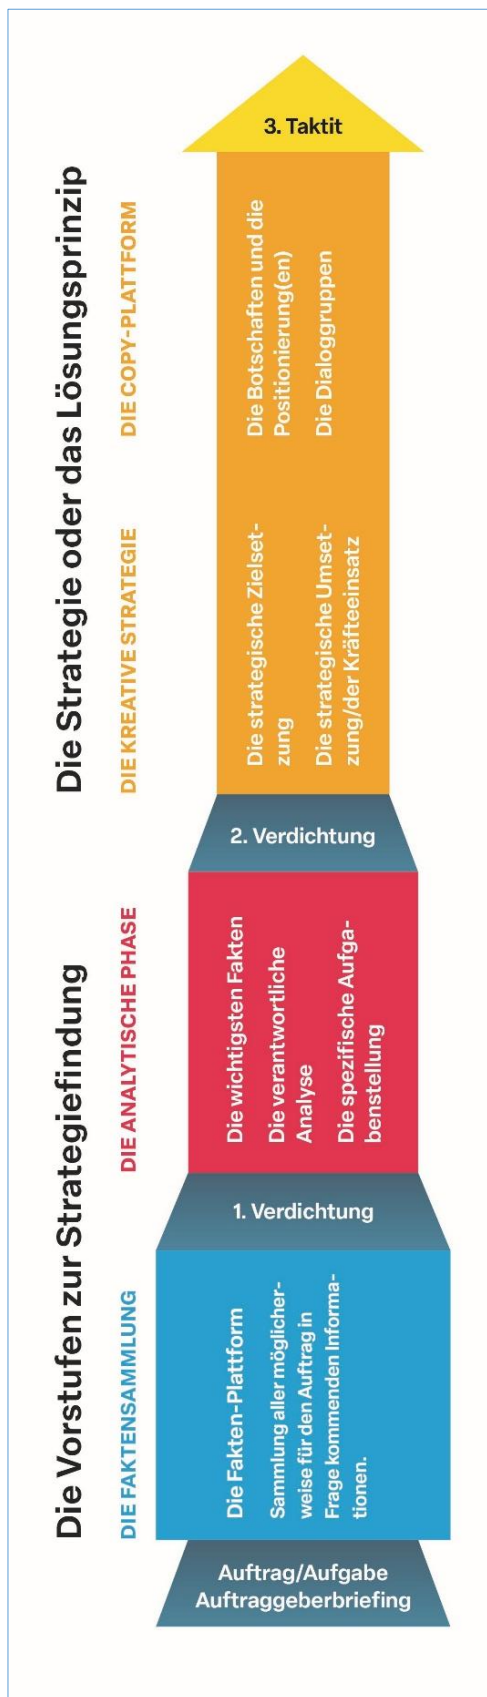 Die Vorstufen zur Strategiefindung
Die Strategie oder das Lösungsprinzip
DIE FAKTENSAMMLUNG
DIE ANALYTISCHE PHASE
DIE KREATIVE STRATEGIE
DIE COPY-PLATTFORM
Auftrag/Aufgabe
Auftraggeberbriefing
Die Fakten-Plattform
Sammlung aller möglicher-
weise für den Auftrag in
Frage kommenden Informa-
tionen.
1. Verdichtung
Die wichtigsten Fakten
Die verantwortliche
Analyse
Die spezifische Aufga-
benstellung
2. Verdichtung
Die strategische Zielset-
zung
Die strategische Umset-
zung/der Kräfteeinsatz
Die Botschaften und die
Positionierung(en)
Die Dialoggruppen
3. Taktit